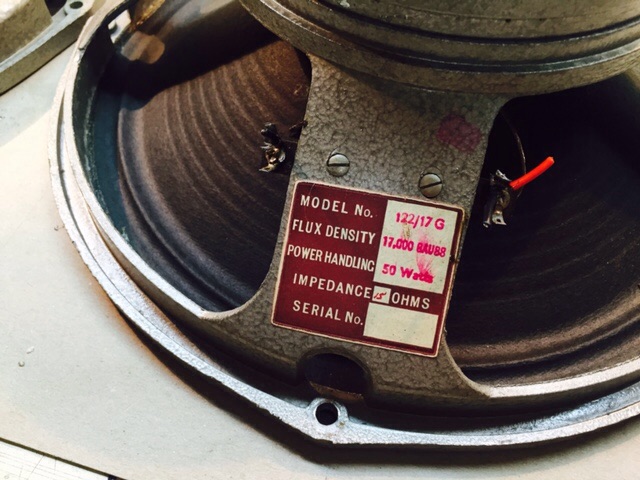 MODEL No. 122/17 G
FLUX DENSITY 17,000 GAUSS
POWER HANDLING 50 Watts
IMPEDANCE 15 OHMS
SERIAL No.